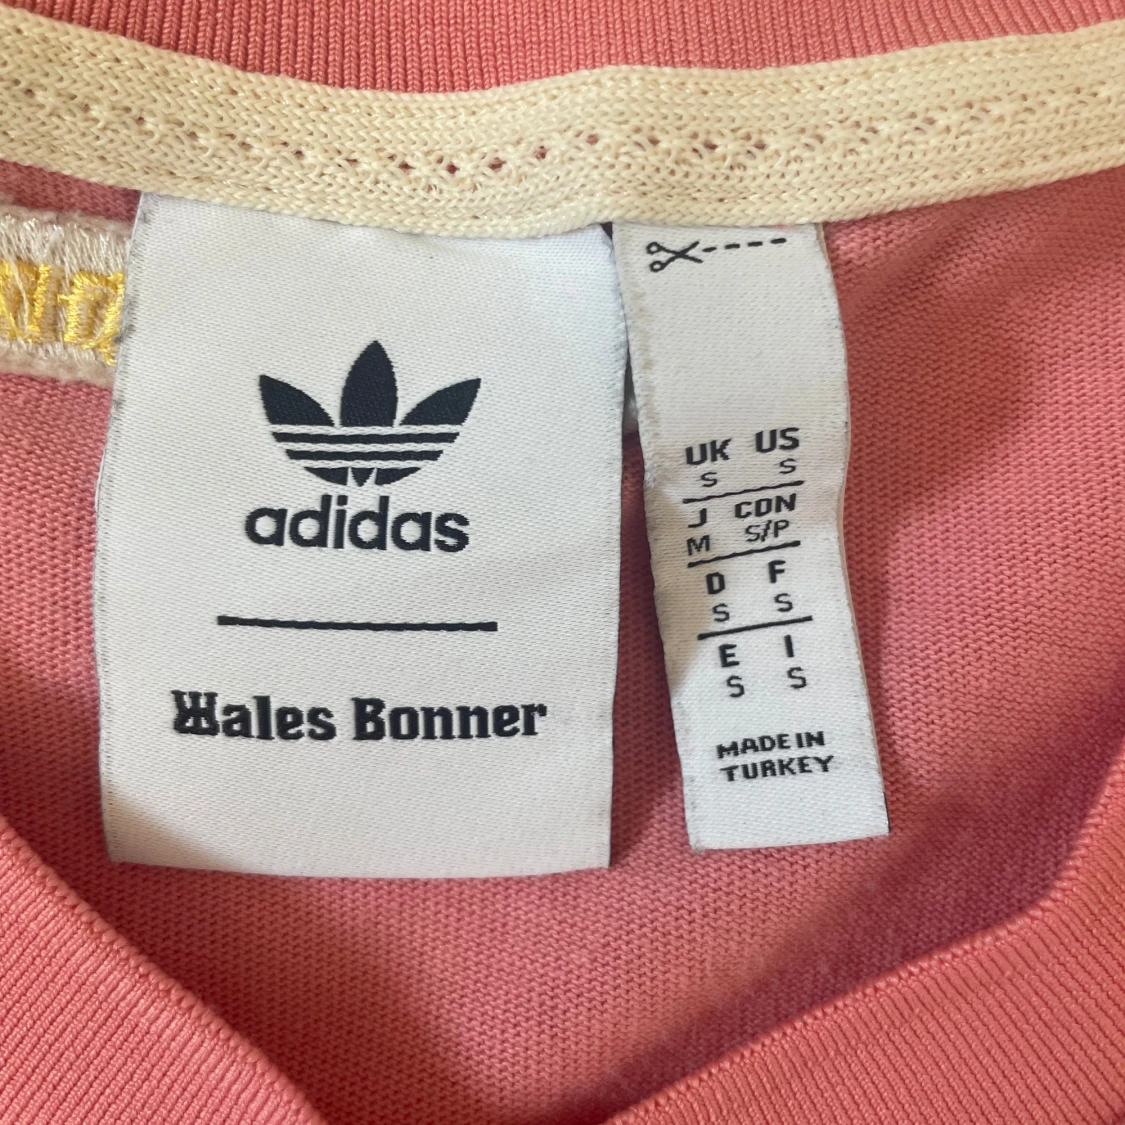 adidas
Wales Bonner
UK US
S S
J CDN
M S/P
D F
S S
E I
S S
MADE IN
TURKEY